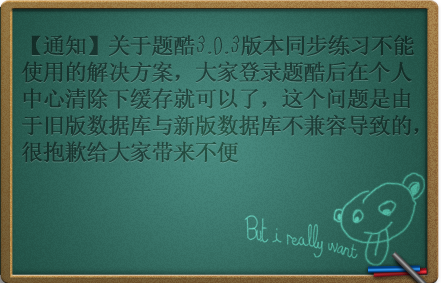 【通知】关于题酷3.0.3版本同步练习不能
使用的解决方案，大家登录题酷后在个人
中心清除下缓存就可以了，这个问题是由
于旧版数据库与新版数据库不兼容导致的，
很抱歉给大家带来不便
But i really want